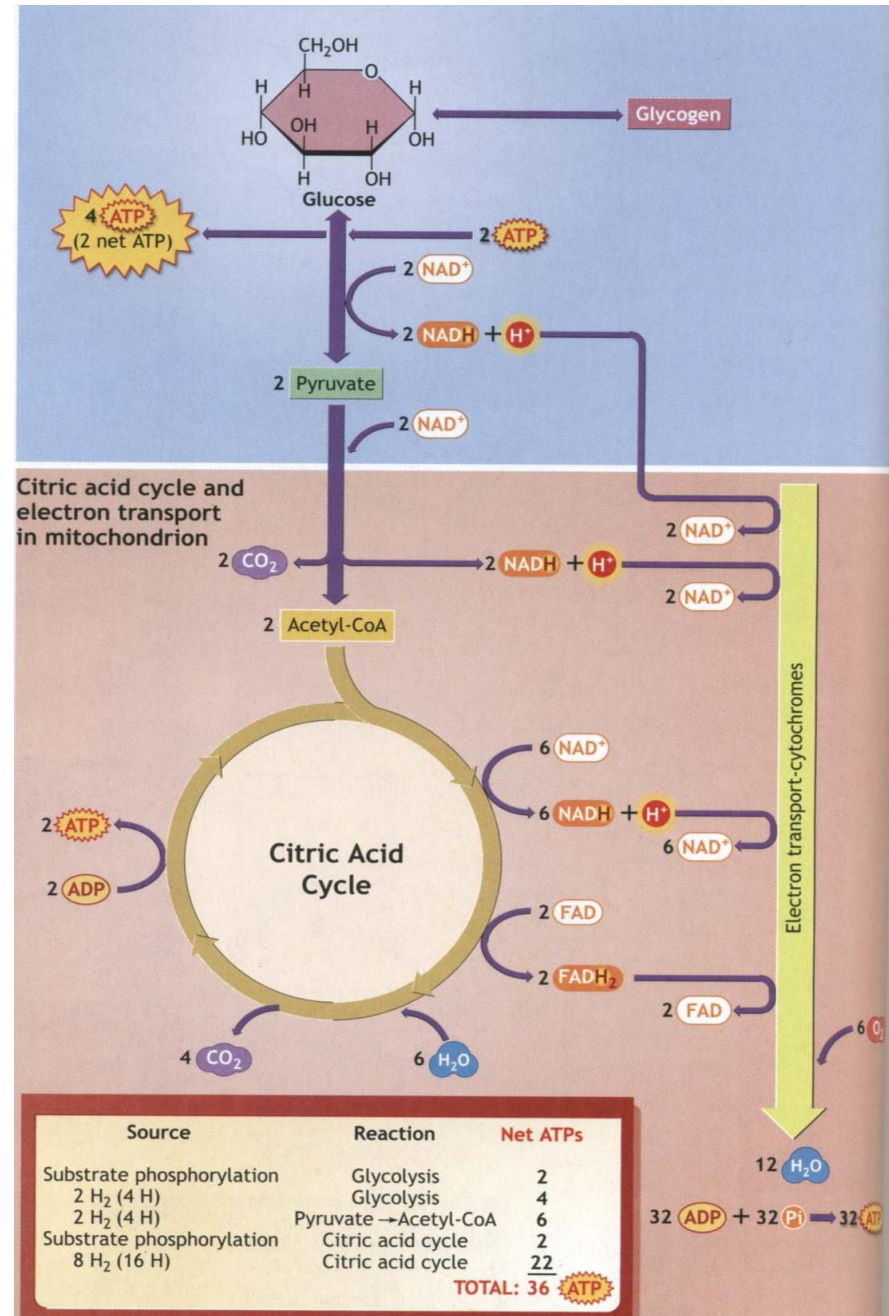 CH₂OH
O
H
H
H
HO
OH
H
OH
H
OH
Glucose
Glycogen
4 ATP
(2 net ATP)
2 ATP
2 NAD⁺
2 NADH + H⁺
2 Pyruvate
2 NAD⁺
Citric acid cycle and
electron transport
in mitochondrion
2 NAD⁺
2 CO₂
2 NADH + H⁺
2 NAD⁺
2 Acetyl-CoA
6 NAD⁺
6 NADH + H⁺
6 NAD⁺
2 ATP
2 ADP
Citric Acid
Cycle
2 FAD
2 FADH₂
2 FAD
Electron transport-cytochromes
4 CO₂
6 H₂O
6 O₂
12 H₂O
32 ADP + 32 Pi → 32 ATP
Source Reaction Net ATPs
Substrate phosphorylation Glycolysis 2
2 H₂ (4 H) Glycolysis 4
2 H₂ (4 H) Pyruvate → Acetyl-CoA 6
Substrate phosphorylation Citric acid cycle 2
8 H₂ (16 H) Citric acid cycle 22
TOTAL: 36 ATP